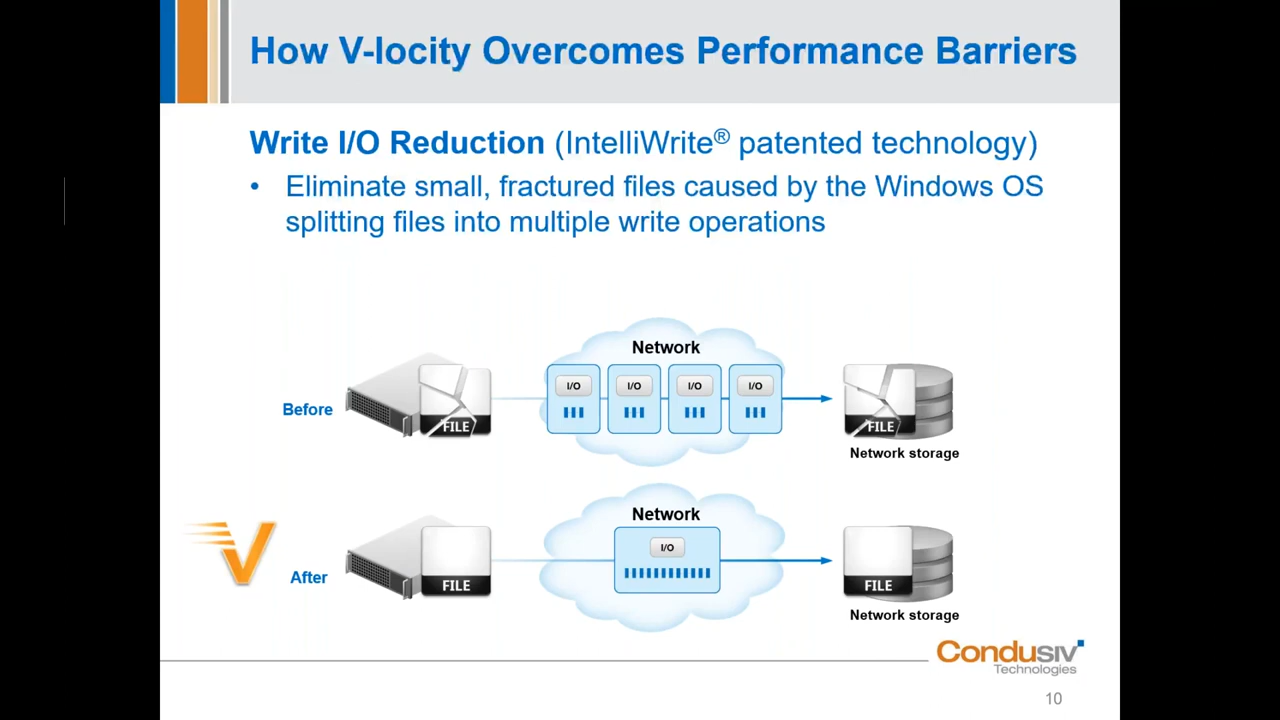 How V-locity Overcomes Performance Barriers
Write I/O Reduction (IntelliWrite® patented technology)
• Eliminate small, fractured files caused by the Windows OS
splitting files into multiple write operations
Network
I/O I/O I/O I/O
Before
FILE
FILE
Network storage
Network
I/O
After
FILE
FILE
Network storage
Condusiv
Technologies
10